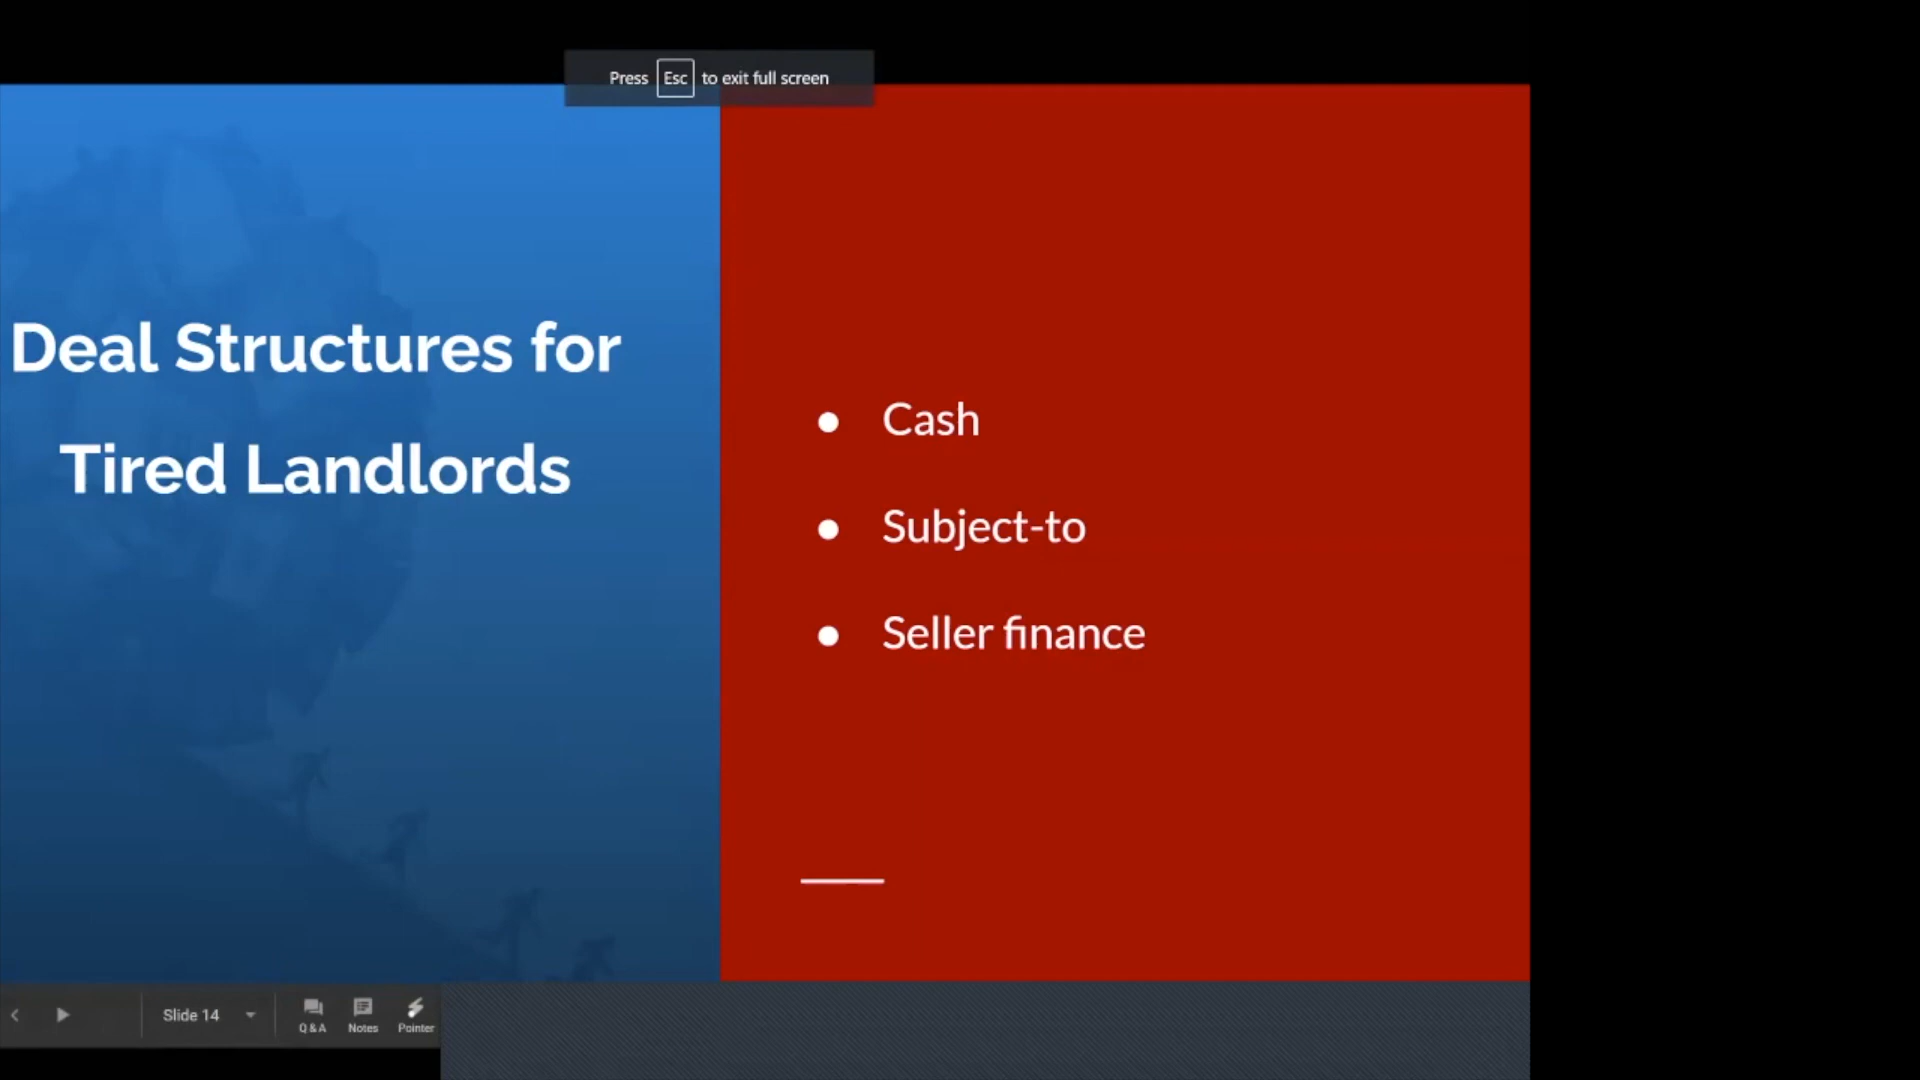 Press Esc to exit full screen
Deal Structures for
Tired Landlords
● Cash
● Subject-to
● Seller finance
Slide 14
Q & A
Notes
Pointer